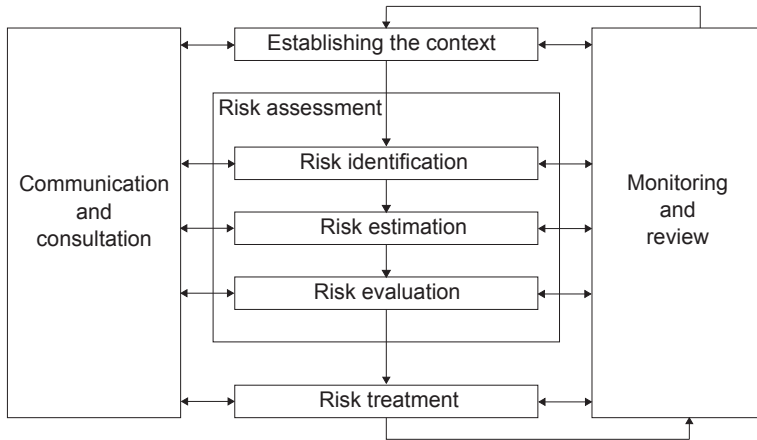 Establishing the context
Risk assessment
Risk identification
Communication
and
consultation
Risk estimation
Monitoring
and
review
Risk evaluation
Risk treatment